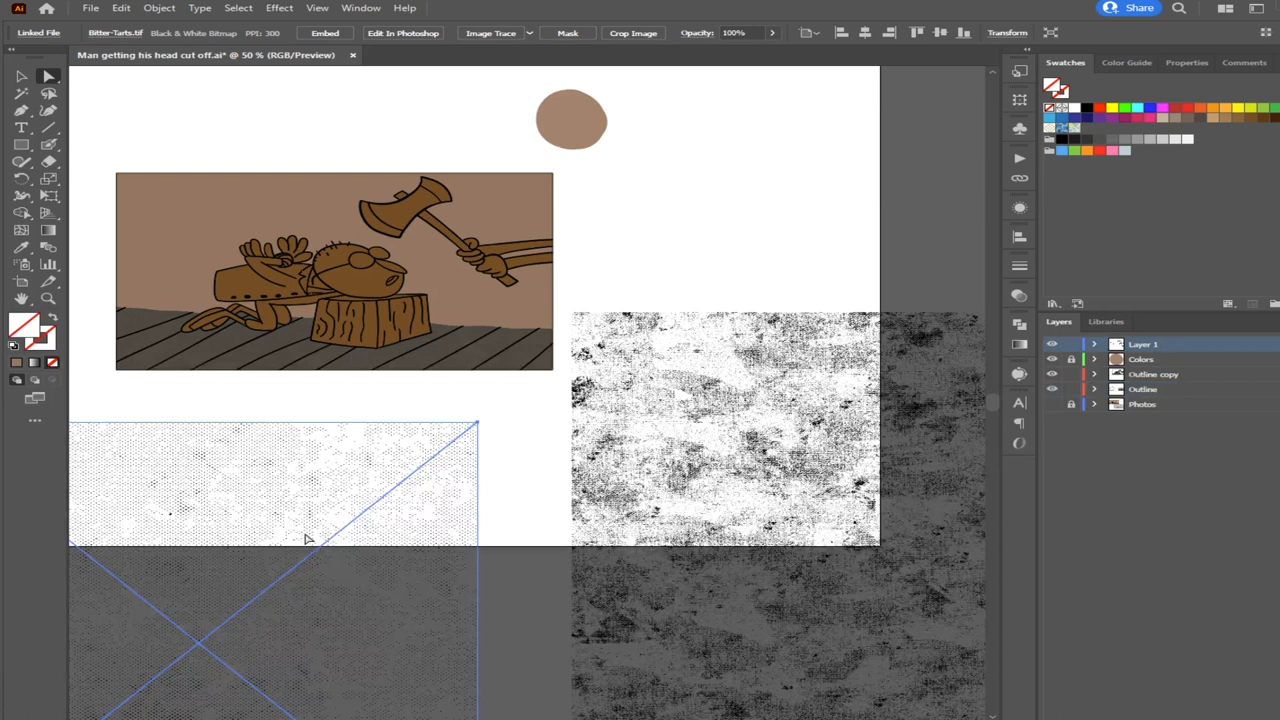 Ai File Edit Object Type Select Effect View Window Help Share
Linked File Bitter-Tarts.tif Black & White Bitmap PPI: 300 Embed Edit In Photoshop Image Trace Mask Crop Image Opacity: 100% Transform
Man getting his head cut off.ai* @ 50 % (RGB/Preview)
Swatches Color Guide Properties Comments
Layers Libraries
Layer 1
Colors
Outline copy
Outline
Photos